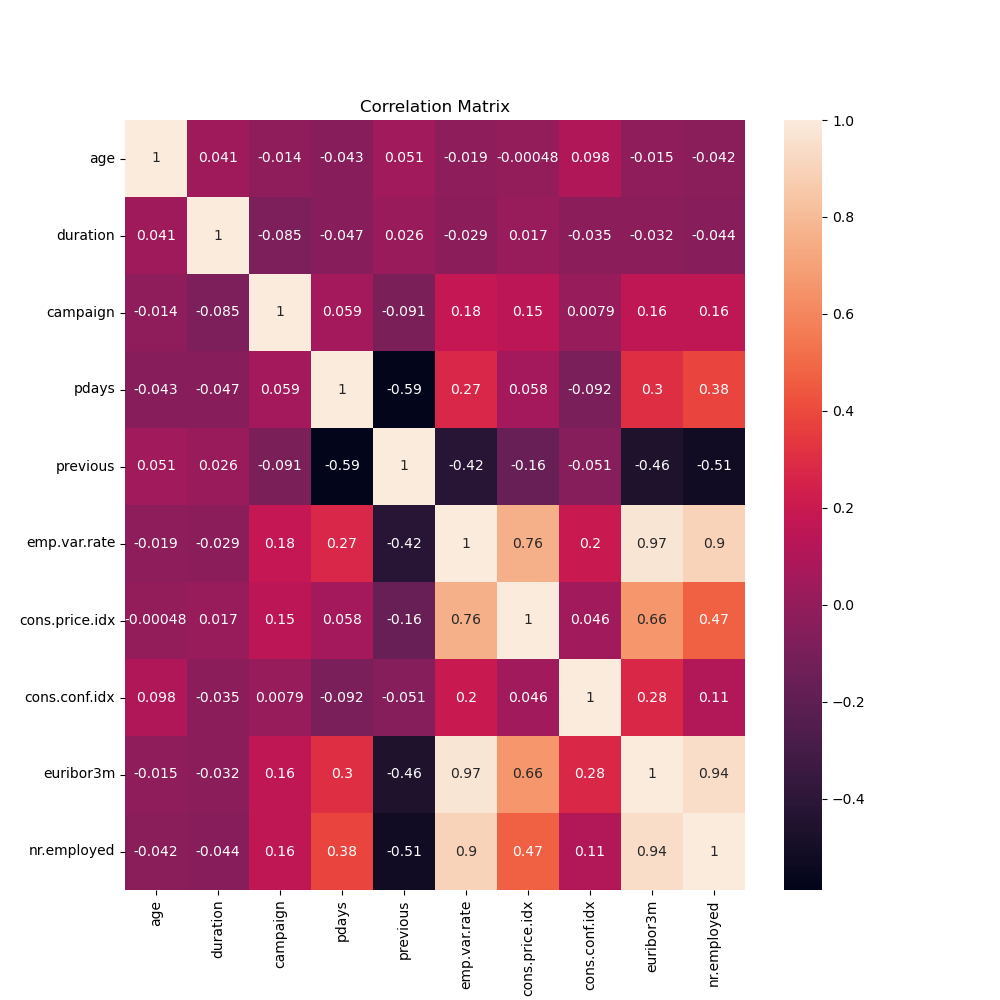 Correlation Matrix
age 1 0.041 -0.014 -0.043 0.051 -0.019 -0.00048 0.098 -0.015 -0.042
duration 0.041 1 -0.085 -0.047 0.026 -0.029 0.017 -0.035 -0.032 -0.044
campaign -0.014 -0.085 1 0.059 -0.091 0.18 0.15 0.0079 0.16 0.16
pdays -0.043 -0.047 0.059 1 -0.59 0.27 0.058 -0.092 0.3 0.38
previous 0.051 0.026 -0.091 -0.59 1 -0.42 -0.16 -0.051 -0.46 -0.51
emp.var.rate -0.019 -0.029 0.18 0.27 -0.42 1 0.76 0.2 0.97 0.9
cons.price.idx -0.00048 0.017 0.15 0.058 -0.16 0.76 1 0.046 0.66 0.47
cons.conf.idx 0.098 -0.035 0.0079 -0.092 -0.051 0.2 0.046 1 0.28 0.11
euribor3m -0.015 -0.032 0.16 0.3 -0.46 0.97 0.66 0.28 1 0.94
nr.employed -0.042 -0.044 0.16 0.38 -0.51 0.9 0.47 0.11 0.94 1
age duration campaign pdays previous emp.var.rate cons.price.idx cons.conf.idx euribor3m nr.employed
1.0
0.8
0.6
0.4
0.2
0.0
−0.2
−0.4